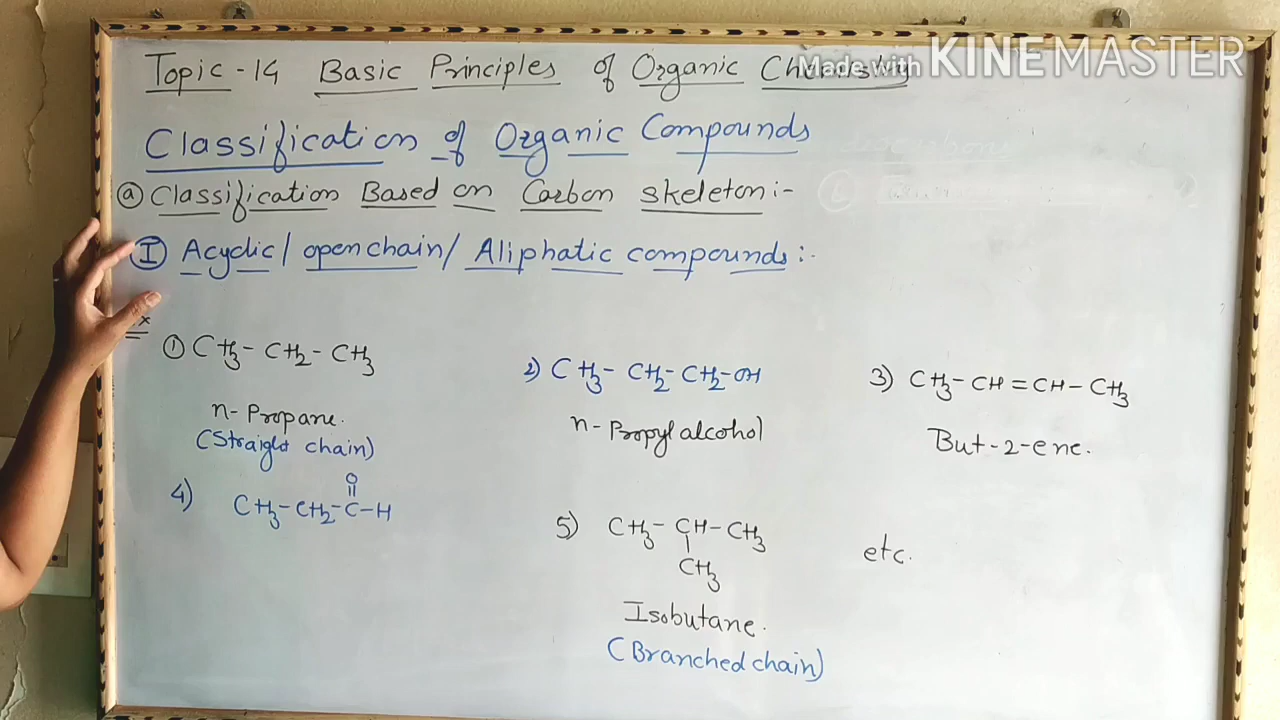 Topic-14 Basic Principles of Organic Chemistry
Made with KINEMASTER
Classification of Organic Compounds
(a) Classification Based on Carbon skeleton:-
(I) Acyclic/openchain/Aliphatic compounds:-
① CH3-CH2-CH3
n-Propane.
(Straight chain)
2) CH3-CH2-CH2-OH
n-Propyl alcohol
3) CH3-CH=CH-CH3
But-2-ene.
4) O
||
CH3-CH2-C-H
5) CH3-CH-CH3
|
CH3
Isobutane.
(Branched chain)
etc.